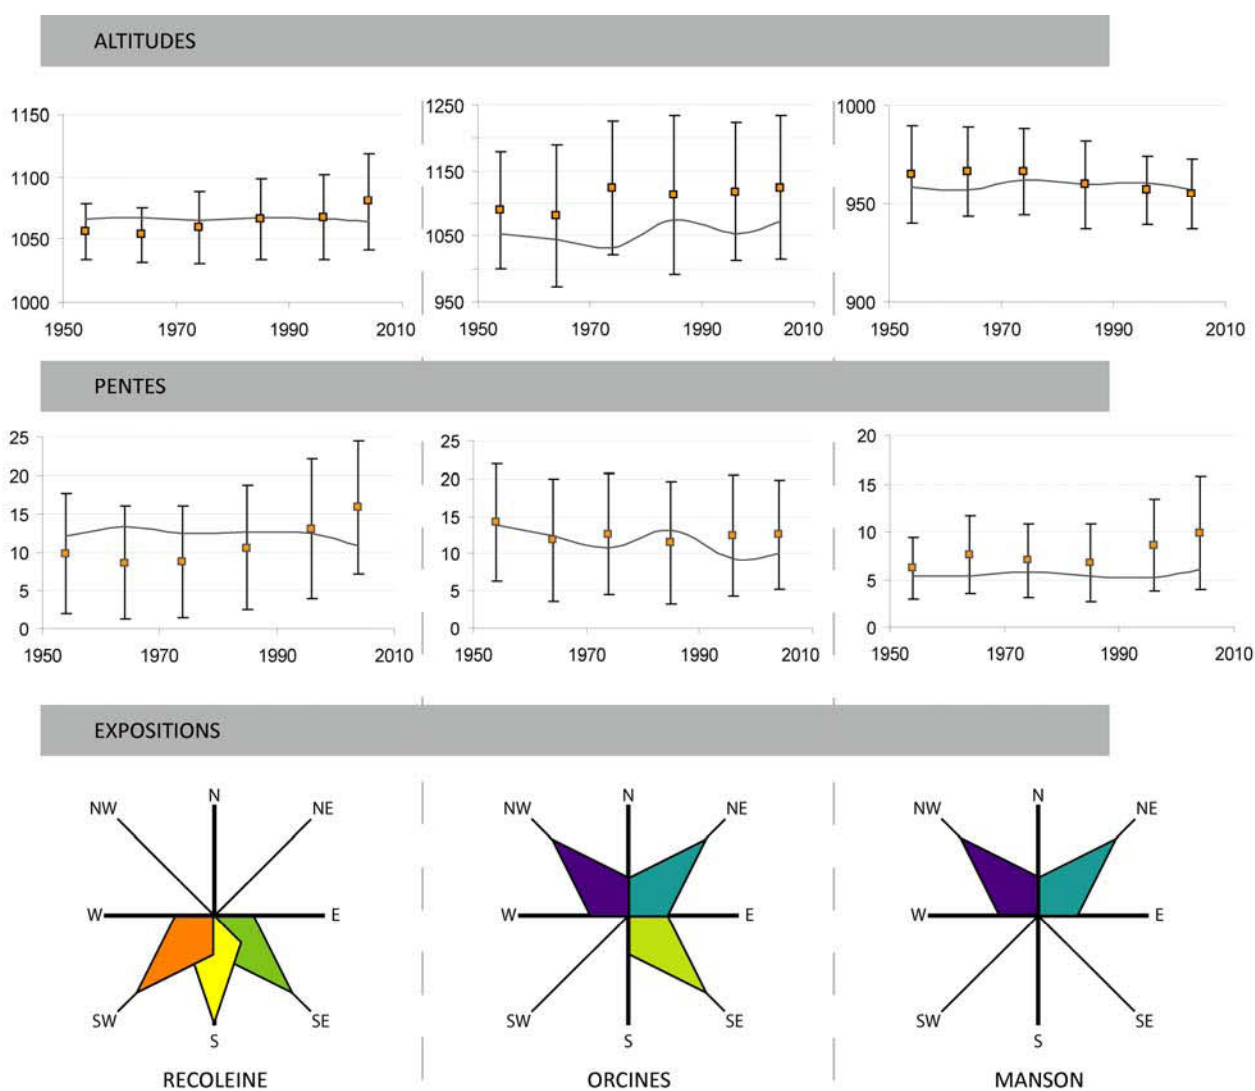 ALTITUDES
1150
1100
1050
1000
1950 1970 1990 2010
1250
1150
1050
950
1950 1970 1990 2010
1000
950
900
1950 1970 1990 2010
PENTES
25
20
15
10
5
0
1950 1970 1990 2010
25
20
15
10
5
0
1950 1970 1990 2010
20
15
10
5
0
1950 1970 1990 2010
EXPOSITIONS
N
NW NE
W E
SW SE
S
RECOLEINE
N
NW NE
W E
SW SE
S
ORCINES
N
NW NE
W E
SW SE
S
MANSON